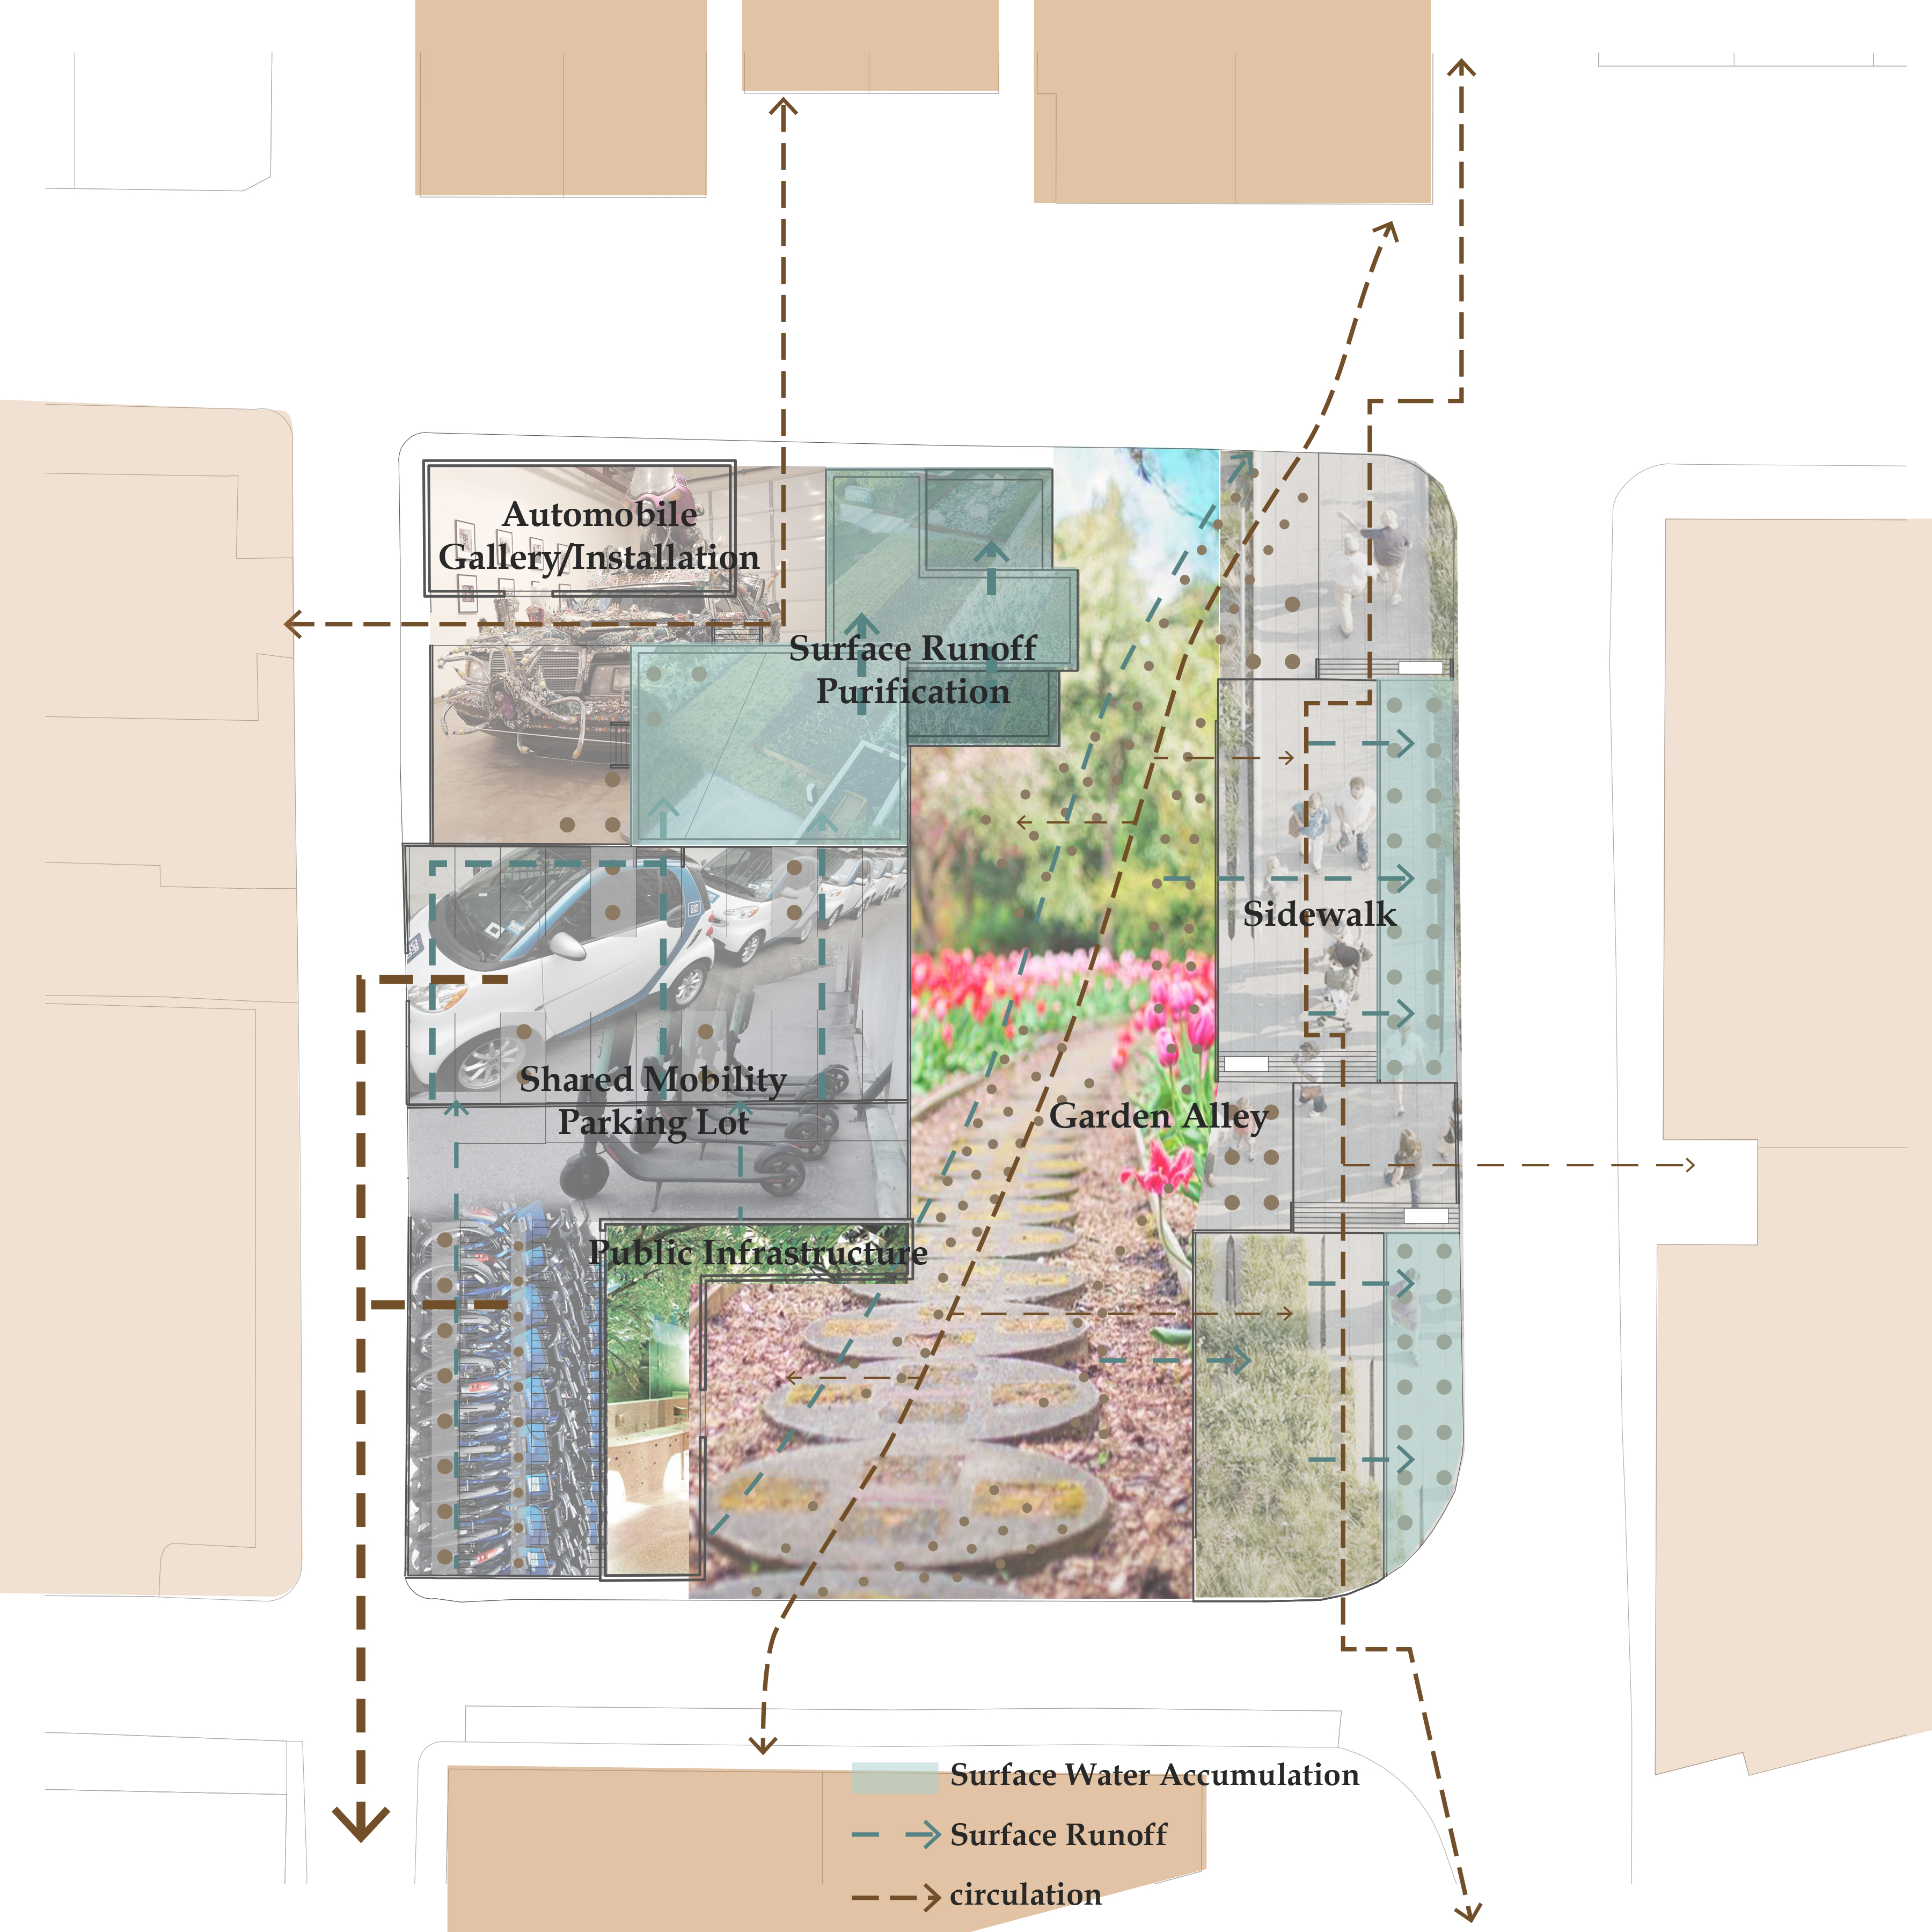 Automobile
Gallery/Installation
Surface Runoff
Purification
Sidewalk
Shared Mobility
Parking Lot
Garden Alley
Public Infrastructure
Surface Water Accumulation
Surface Runoff
circulation